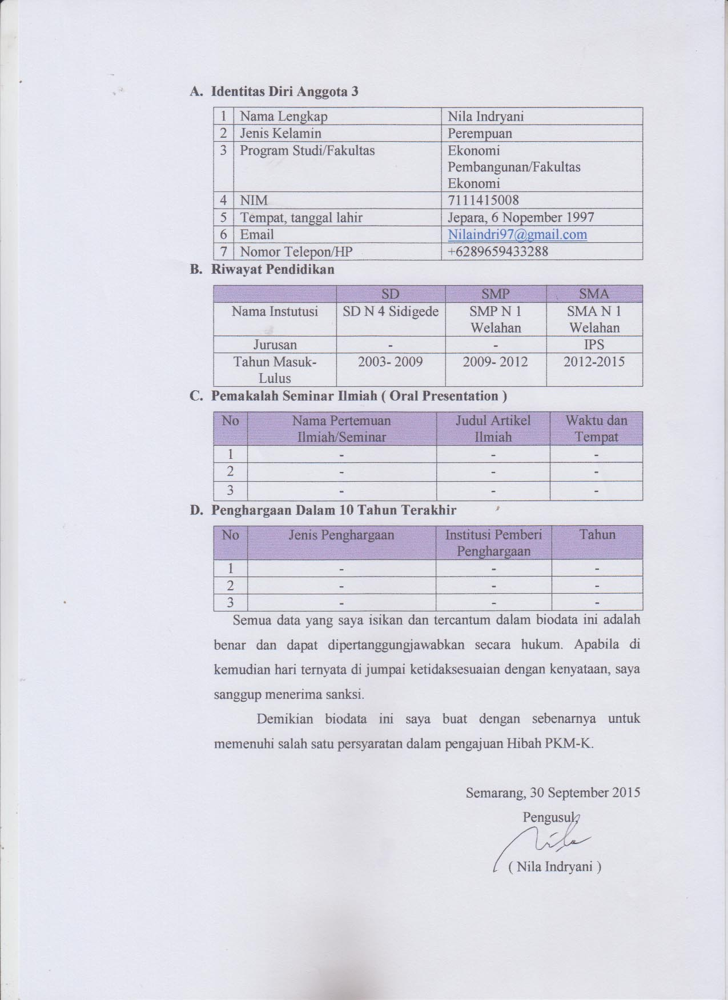 A. Identitas Diri Anggota 3
1 Nama Lengkap Nila Indryani
2 Jenis Kelamin Perempuan
3 Program Studi/Fakultas Ekonomi
Pembangunan/Fakultas
Ekonomi
4 NIM 7111415008
5 Tempat, tanggal lahir Jepara, 6 Nopember 1997
6 Email Nilaindri97@gmail.com
7 Nomor Telepon/HP +6289659433288
B. Riwayat Pendidikan
SD SMP SMA
Nama Instutusi SD N 4 Sidigede SMP N 1 SMA N 1
Welahan Welahan
Jurusan - - IPS
Tahun Masuk- 2003- 2009 2009- 2012 2012-2015
Lulus
C. Pemakalah Seminar Ilmiah ( Oral Presentation )
No Nama Pertemuan Judul Artikel Waktu dan
Ilmiah/Seminar Ilmiah Tempat
1 - - -
2 - - -
3 - - -
D. Penghargaan Dalam 10 Tahun Terakhir
No Jenis Penghargaan Institusi Pemberi Tahun
Penghargaan
1 - - -
2 - - -
3 - - -
Semua data yang saya isikan dan tercantum dalam biodata ini adalah
benar dan dapat dipertanggungjawabkan secara hukum. Apabila di
kemudian hari ternyata di jumpai ketidaksesuaian dengan kenyataan, saya
sanggup menerima sanksi.
Demikian biodata ini saya buat dengan sebenarnya untuk
memenuhi salah satu persyaratan dalam pengajuan Hibah PKM-K.
Semarang, 30 September 2015
Pengusul,
Nila
( Nila Indryani )